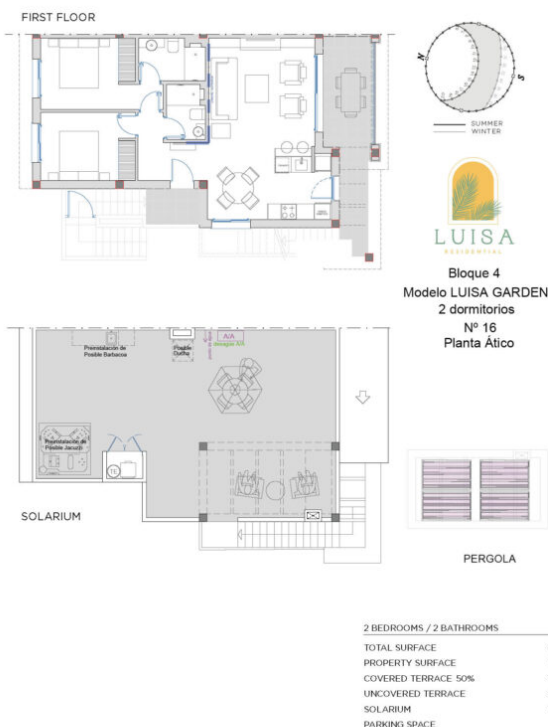 FIRST FLOOR
N
S
SUMMER
WINTER
LUISA
RESIDENTIAL
Bloque 4
Modelo LUISA GARDEN
2 dormitorios
Nº 16
Planta Ático
Preinstalación de
Posible Barbacoa
Posible
Ducha
A/A
desagüe A/A
Preinstalación de
Posible Jacuzzi
TE
SOLARIUM
PERGOLA
2 BEDROOMS / 2 BATHROOMS
TOTAL SURFACE
PROPERTY SURFACE
COVERED TERRACE 50%
UNCOVERED TERRACE
SOLARIUM
PARKING SPACE